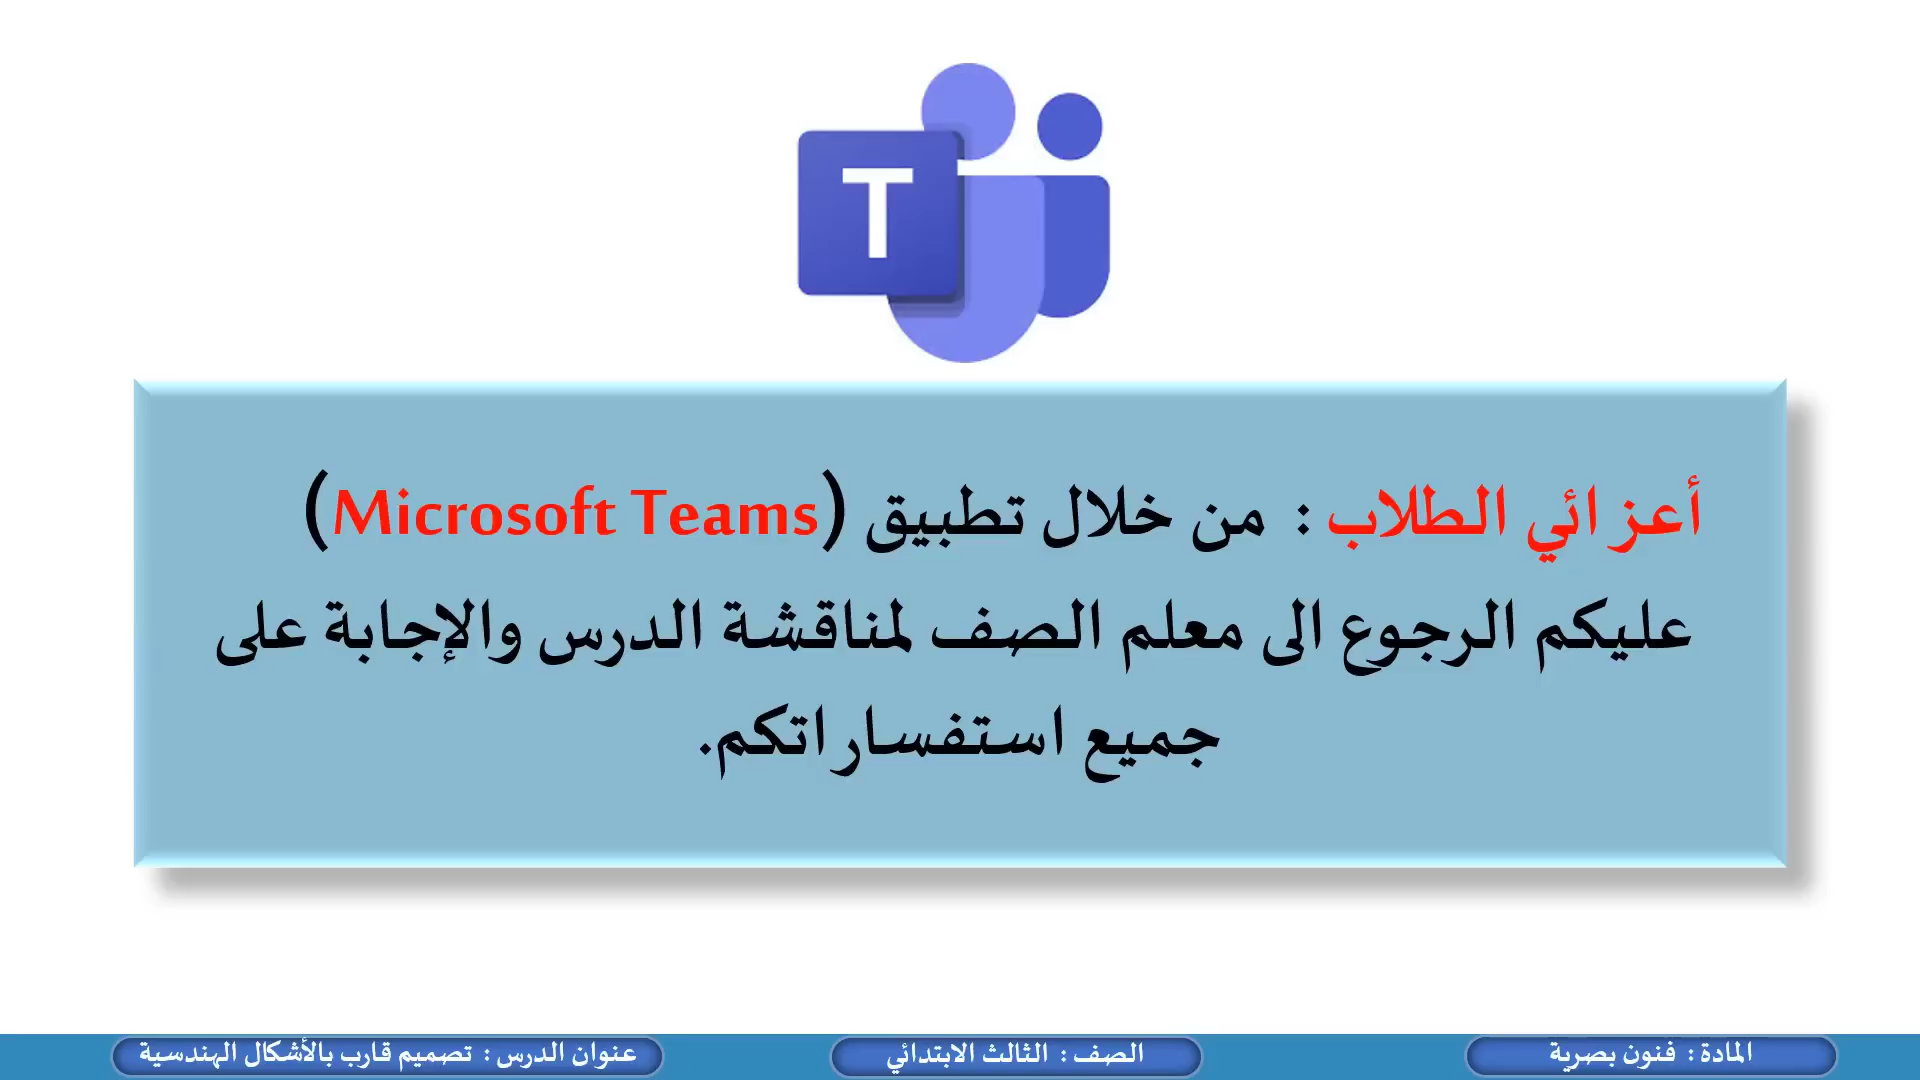 T
أعزائي الطلاب : من خلال تطبيق (Microsoft Teams)
عليكم الرجوع الى معلم الصف لمناقشة الدرس والإجابة على
جميع استفساراتكم.
المادة : فنون بصرية
الصف : الثالث الابتدائي
عنوان الدرس : تصميم قارب بالأشكال الهندسية